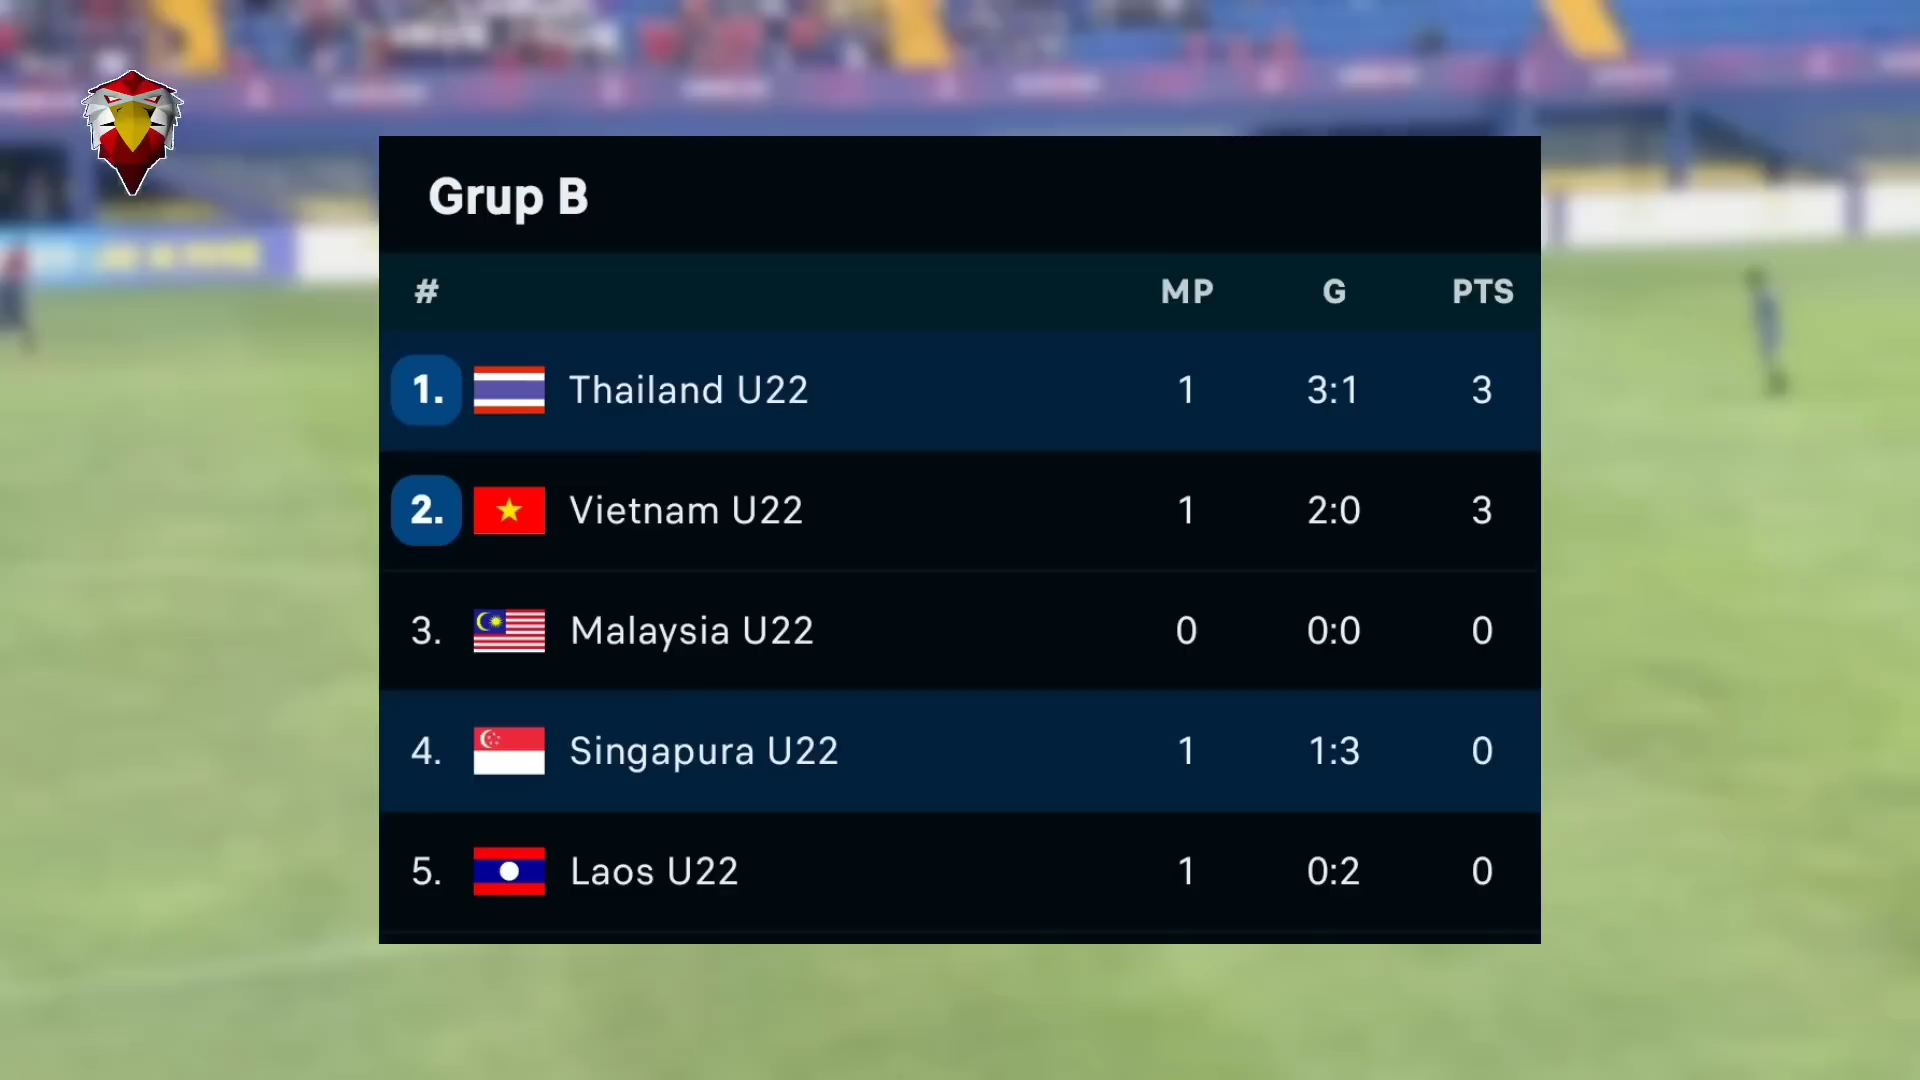 Grup B
# MP G PTS
1. Thailand U22 1 3:1 3
2. Vietnam U22 1 2:0 3
3. Malaysia U22 0 0:0 0
4. Singapura U22 1 1:3 0
5. Laos U22 1 0:2 0